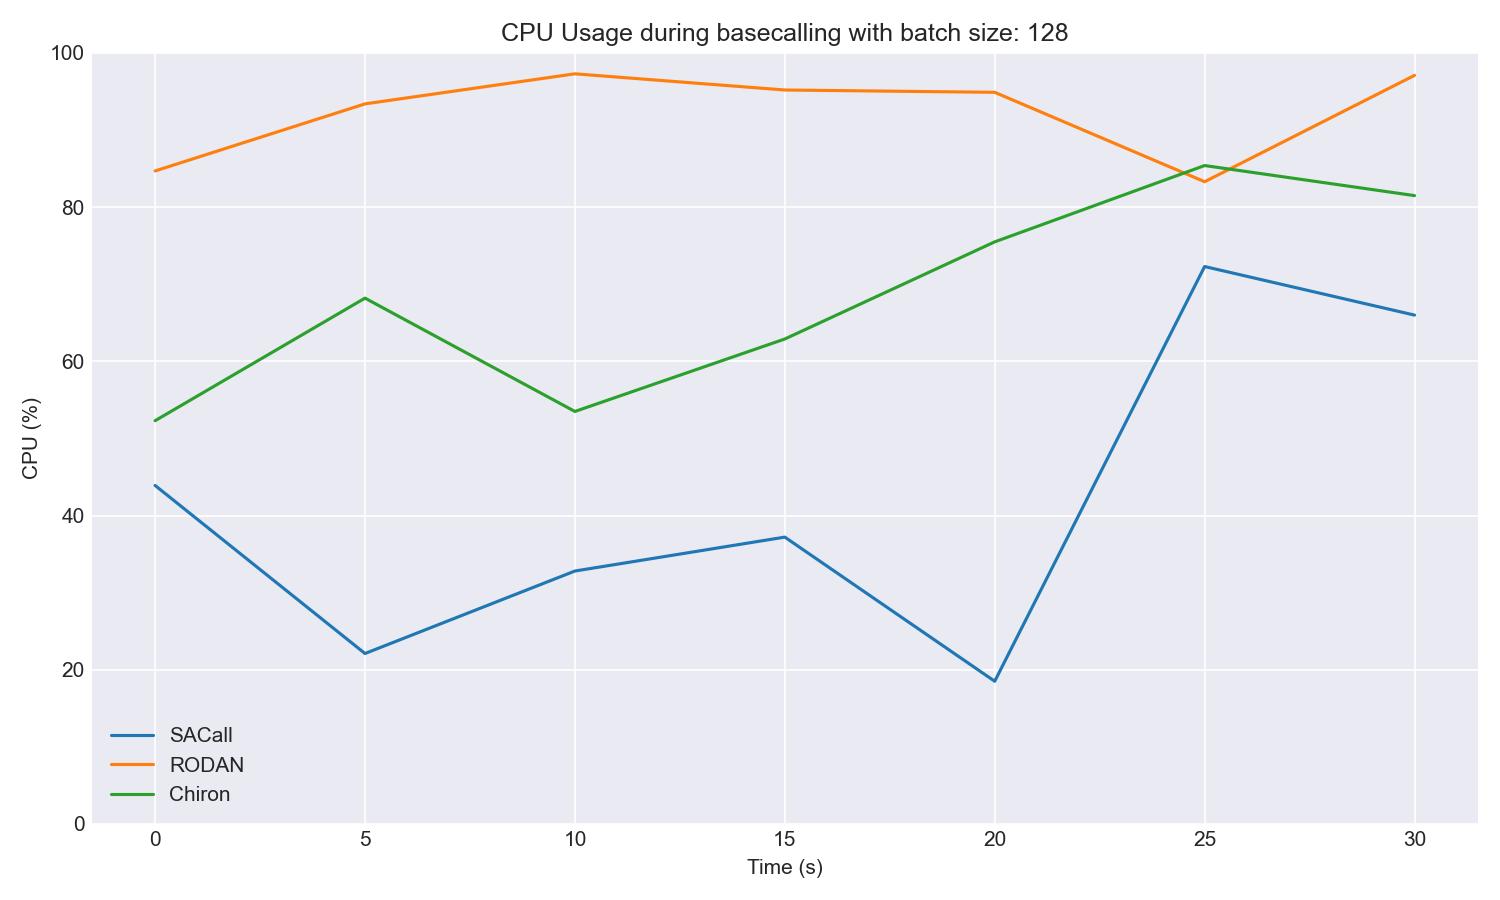 CPU Usage during basecalling with batch size: 128
100
80
60
40
20
0
CPU (%)
SACall
RODAN
Chiron
0 5 10 15 20 25 30
Time (s)